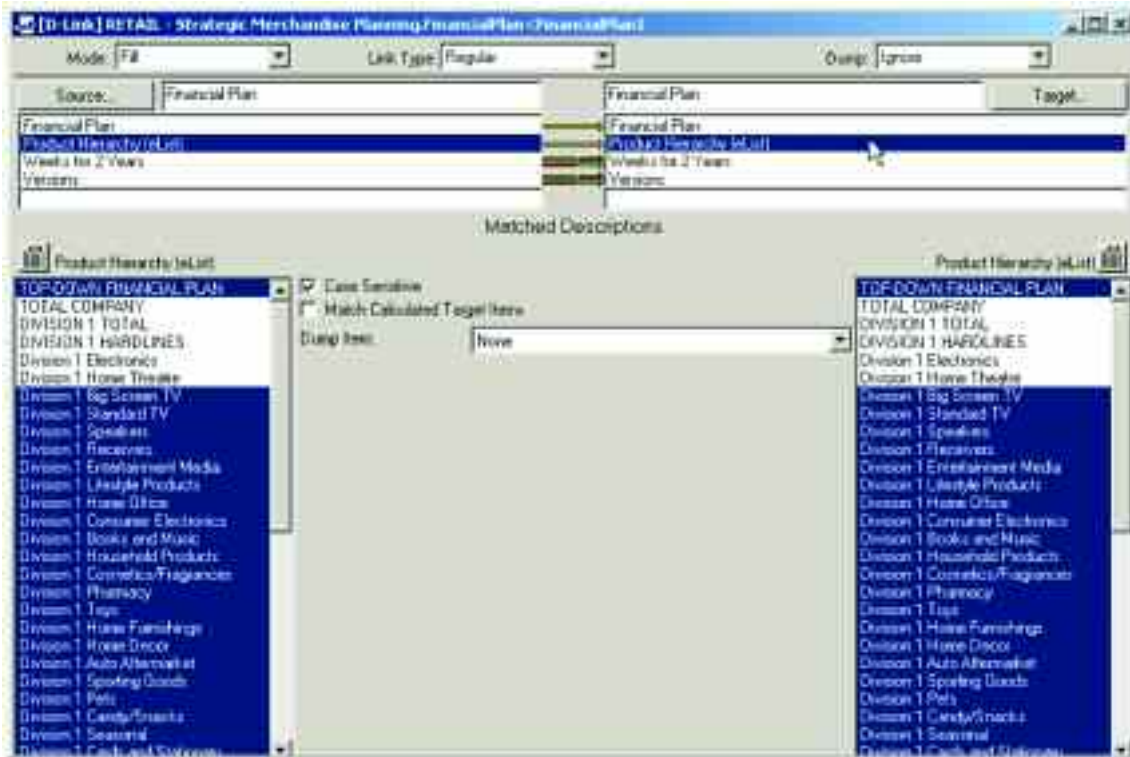 [D-Link] RETAIL - Strategic Merchandise Planning.FinancialPlan<FinancialPlan1
Mode: Fill Link Type: Regular Dump: Ignore
Source... Financial Plan Financial Plan Target...
Financial Plan Financial Plan
Product Hierarchy (eList) Product Hierarchy (eList)
Weeks for 2 Years Weeks for 2 Years
Versions Versions
Matched Descriptions
Product Hierarchy (eList) Product Hierarchy (eList)
TOP-DOWN FINANCIAL PLAN Case Sensitive TOP-DOWN FINANCIAL PLAN
TOTAL COMPANY Match Calculated Target Items TOTAL COMPANY
DIVISION 1 TOTAL DIVISION 1 TOTAL
DIVISION 1 HARDLINES Dump Item: None DIVISION 1 HARDLINES
Division 1 Electronics Division 1 Electronics
Division 1 Home Theatre Division 1 Home Theatre
Division 1 Big Screen TV Division 1 Big Screen TV
Division 1 Standard TV Division 1 Standard TV
Division 1 Speakers Division 1 Speakers
Division 1 Receivers Division 1 Receivers
Division 1 Entertainment Media Division 1 Entertainment Media
Division 1 Lifestyle Products Division 1 Lifestyle Products
Division 1 Home Office Division 1 Home Office
Division 1 Consumer Electronics Division 1 Consumer Electronics
Division 1 Books and Music Division 1 Books and Music
Division 1 Household Products Division 1 Household Products
Division 1 Cosmetics/Fragrances Division 1 Cosmetics/Fragrances
Division 1 Pharmacy Division 1 Pharmacy
Division 1 Toys Division 1 Toys
Division 1 Home Furnishings Division 1 Home Furnishings
Division 1 Home Decor Division 1 Home Decor
Division 1 Auto Aftermarket Division 1 Auto Aftermarket
Division 1 Sporting Goods Division 1 Sporting Goods
Division 1 Pets Division 1 Pets
Division 1 Candy/Snacks Division 1 Candy/Snacks
Division 1 Seasonal Division 1 Seasonal
Division 1 Cards and Stationery Division 1 Cards and Stationery